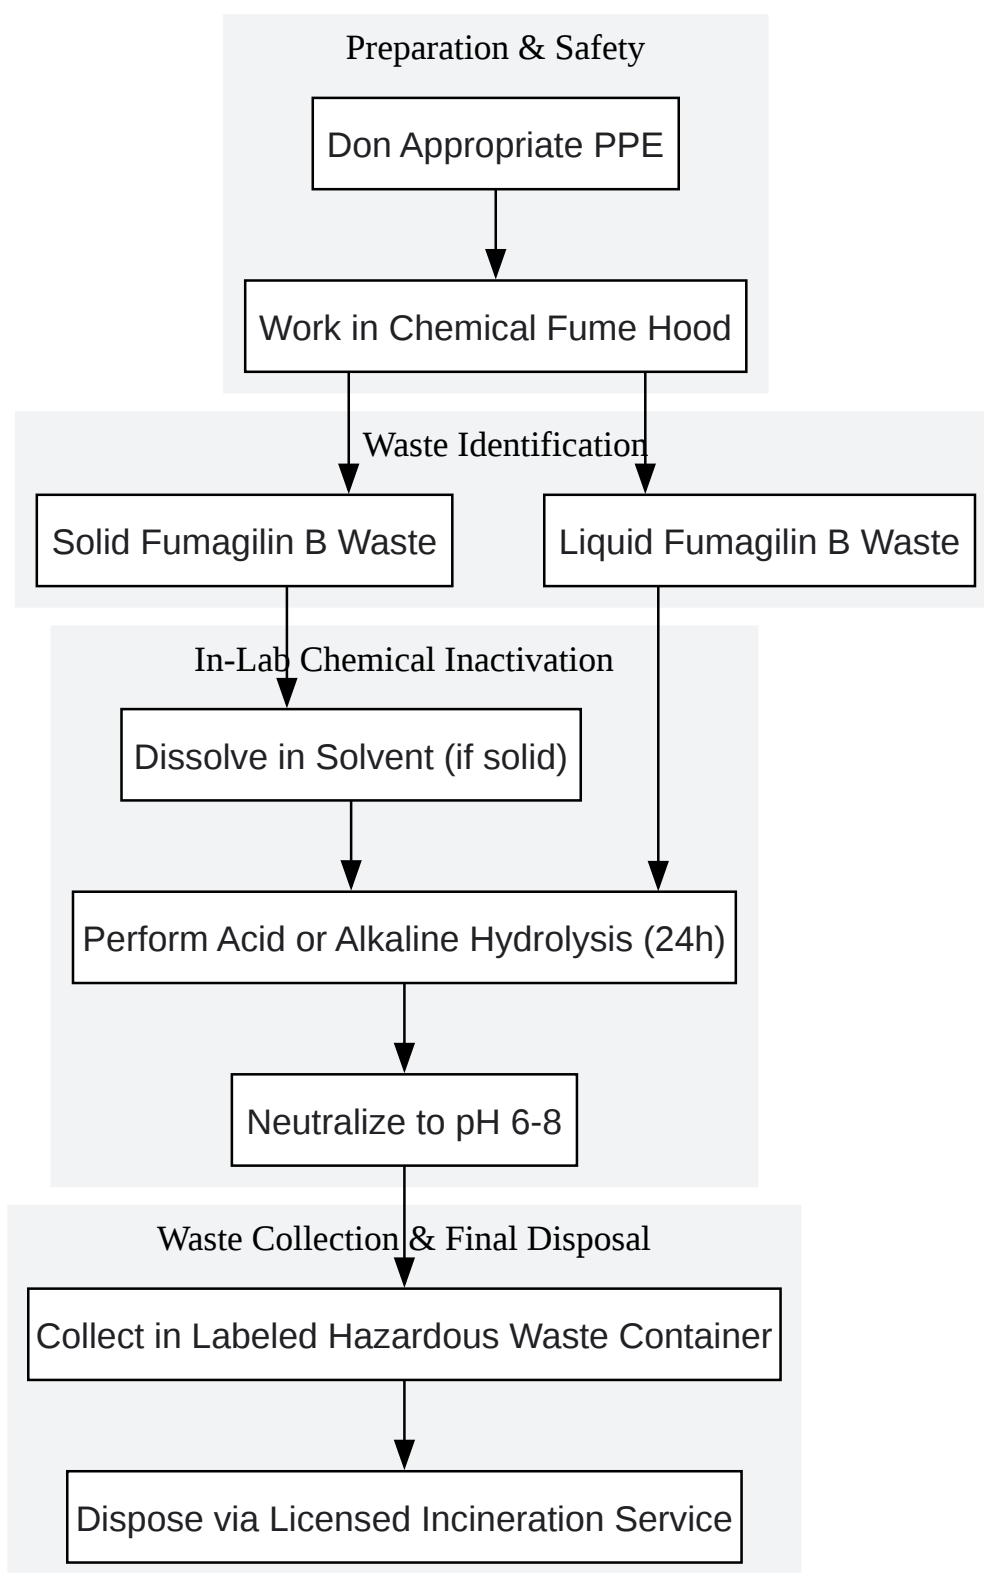 Preparation & Safety
Don Appropriate PPE
Work in Chemical Fume Hood
Waste Identification
Solid Fumagilin B Waste
Liquid Fumagilin B Waste
In-Lab Chemical Inactivation
Dissolve in Solvent (if solid)
Perform Acid or Alkaline Hydrolysis (24h)
Neutralize to pH 6-8
Waste Collection & Final Disposal
Collect in Labeled Hazardous Waste Container
Dispose via Licensed Incineration Service